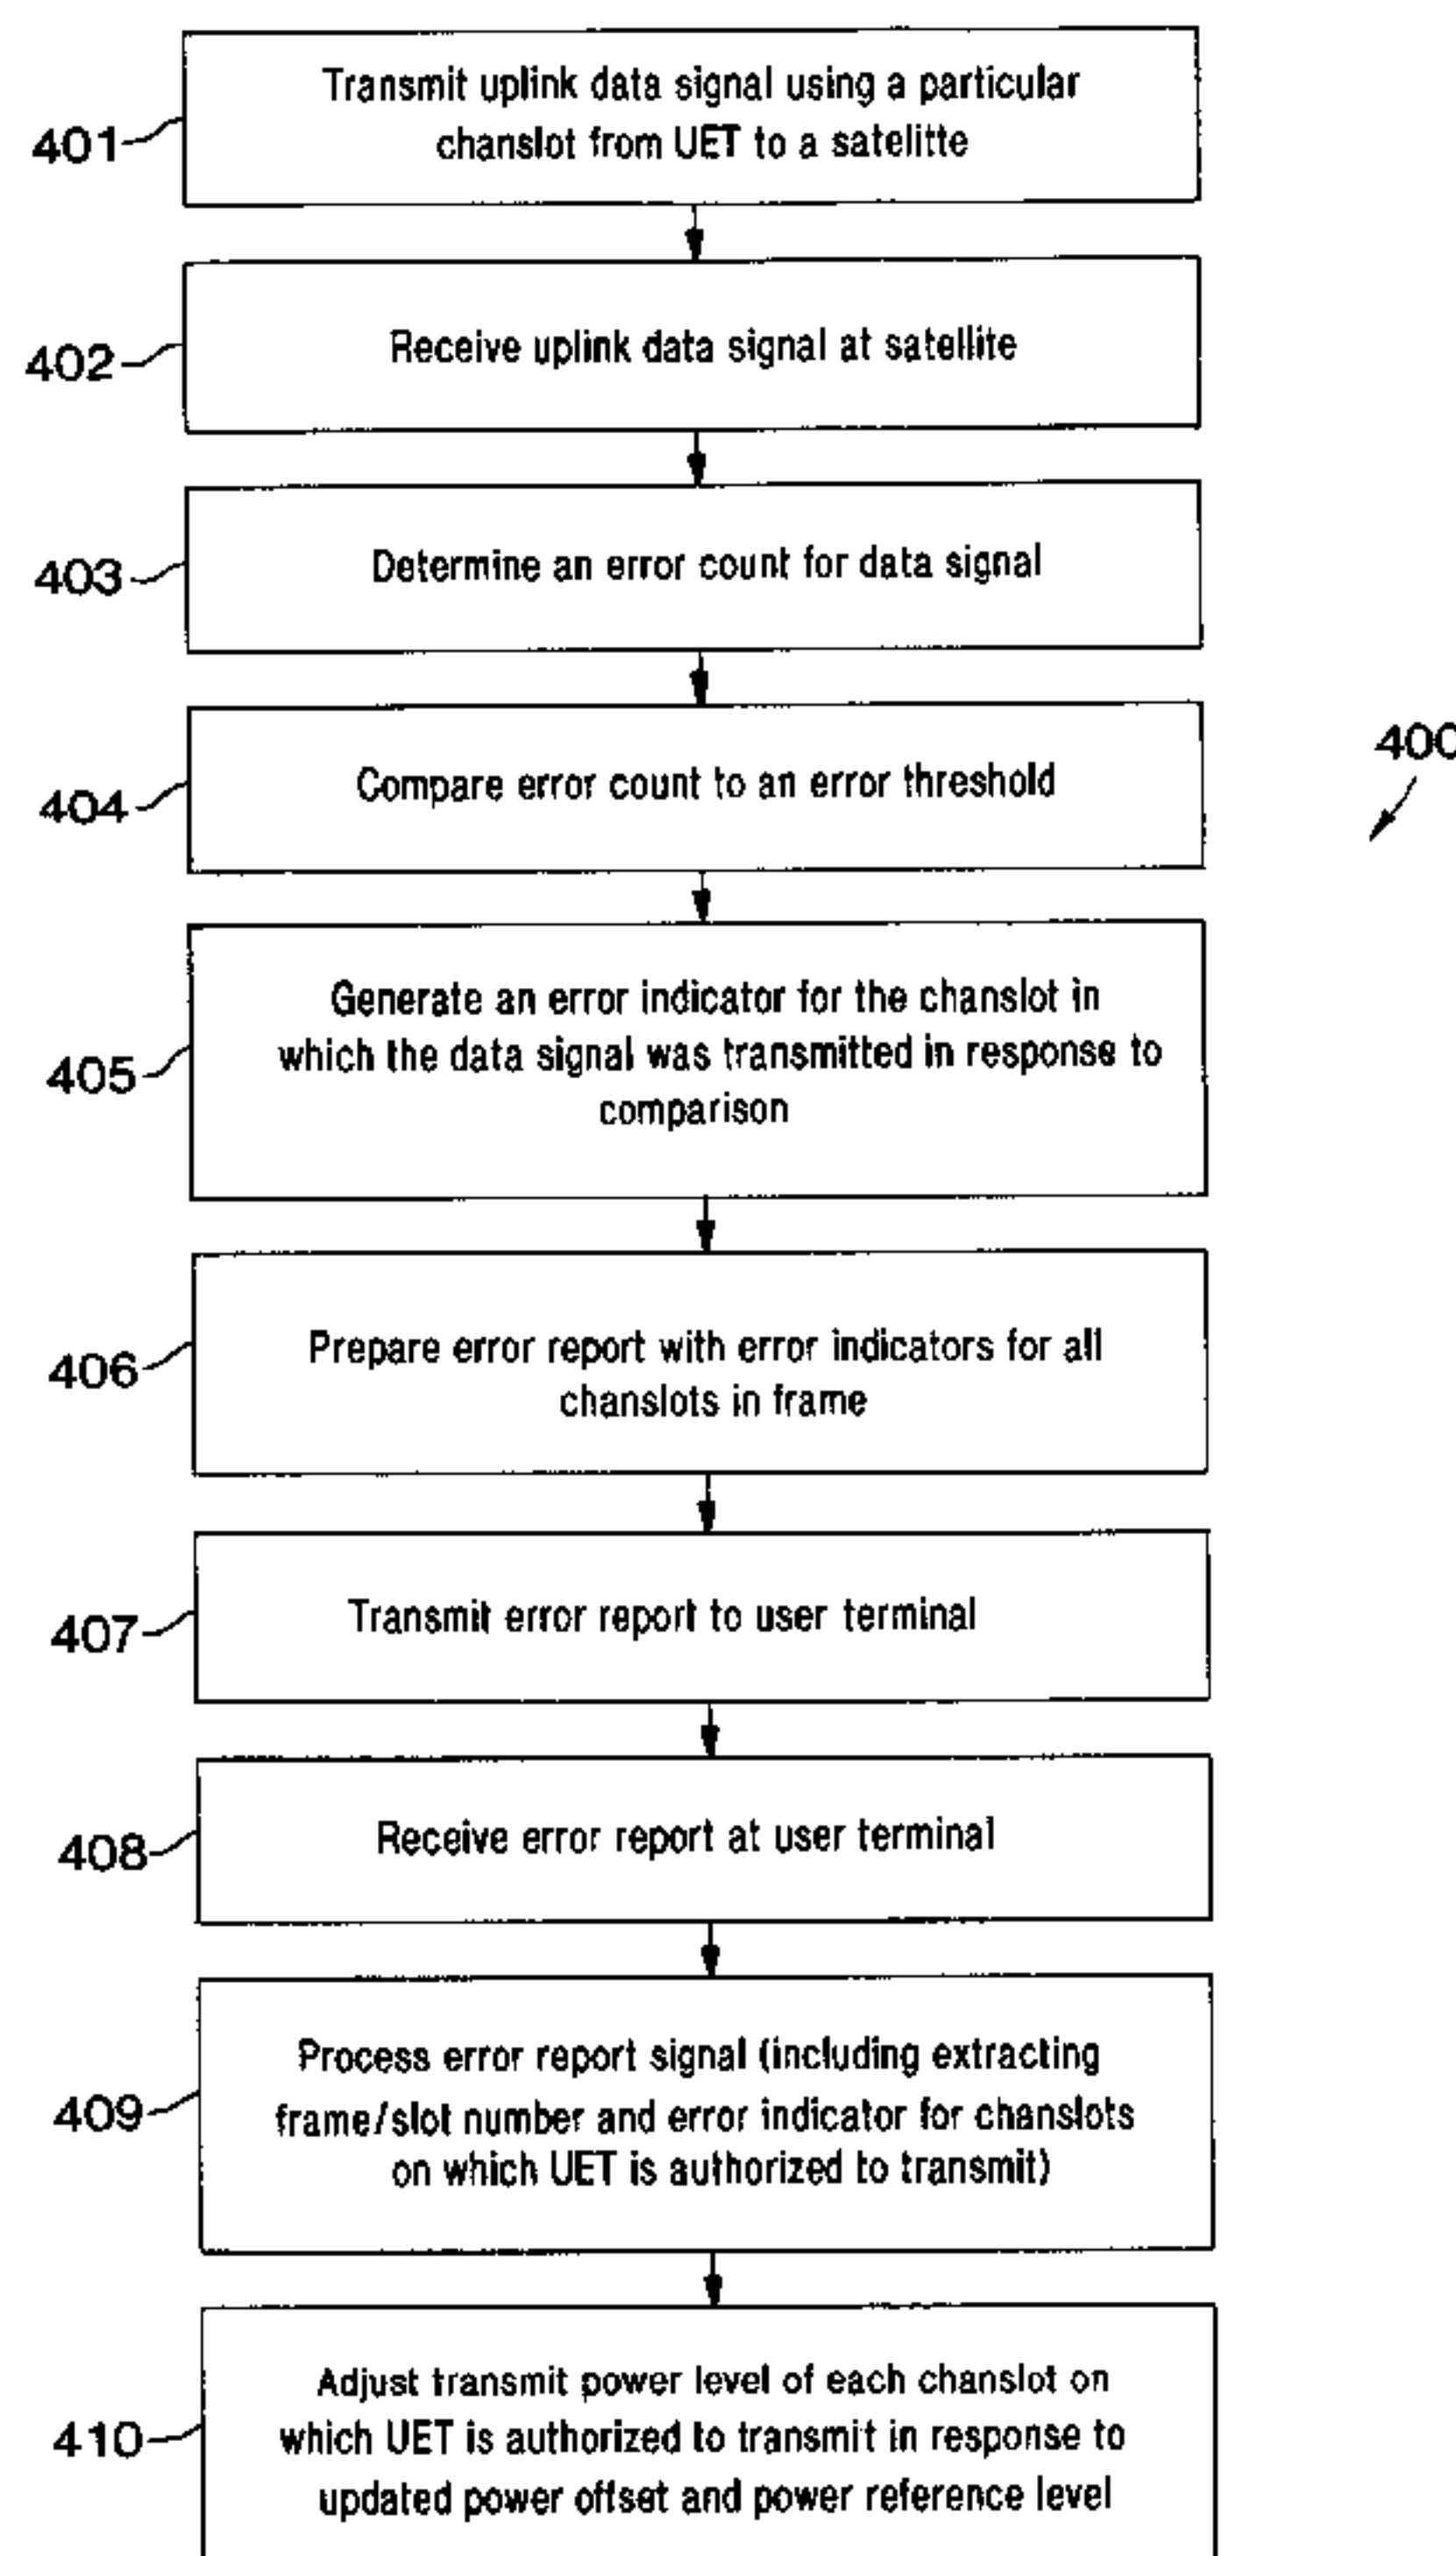 401
Transmit uplink data signal using a particular
chanslot from UET to a satelitte
402
Receive uplink data signal at satellite
403
Determine an error count for data signal
404
Compare error count to an error threshold
400
405
Generate an error indicator for the chanslot in
which the data signal was transmitted in response to
comparison
406
Prepare error report with error indicators for all
chanslots in frame
407
Transmit error report to user terminal
408
Receive error report at user terminal
409
Process error report signal (including extracting
frame/slot number and error indicator for chanslots
on which UET is authorized to transmit)
410
Adjust transmit power level of each chanslot on
which UET is authorized to transmit in response to
updated power offset and power reference level